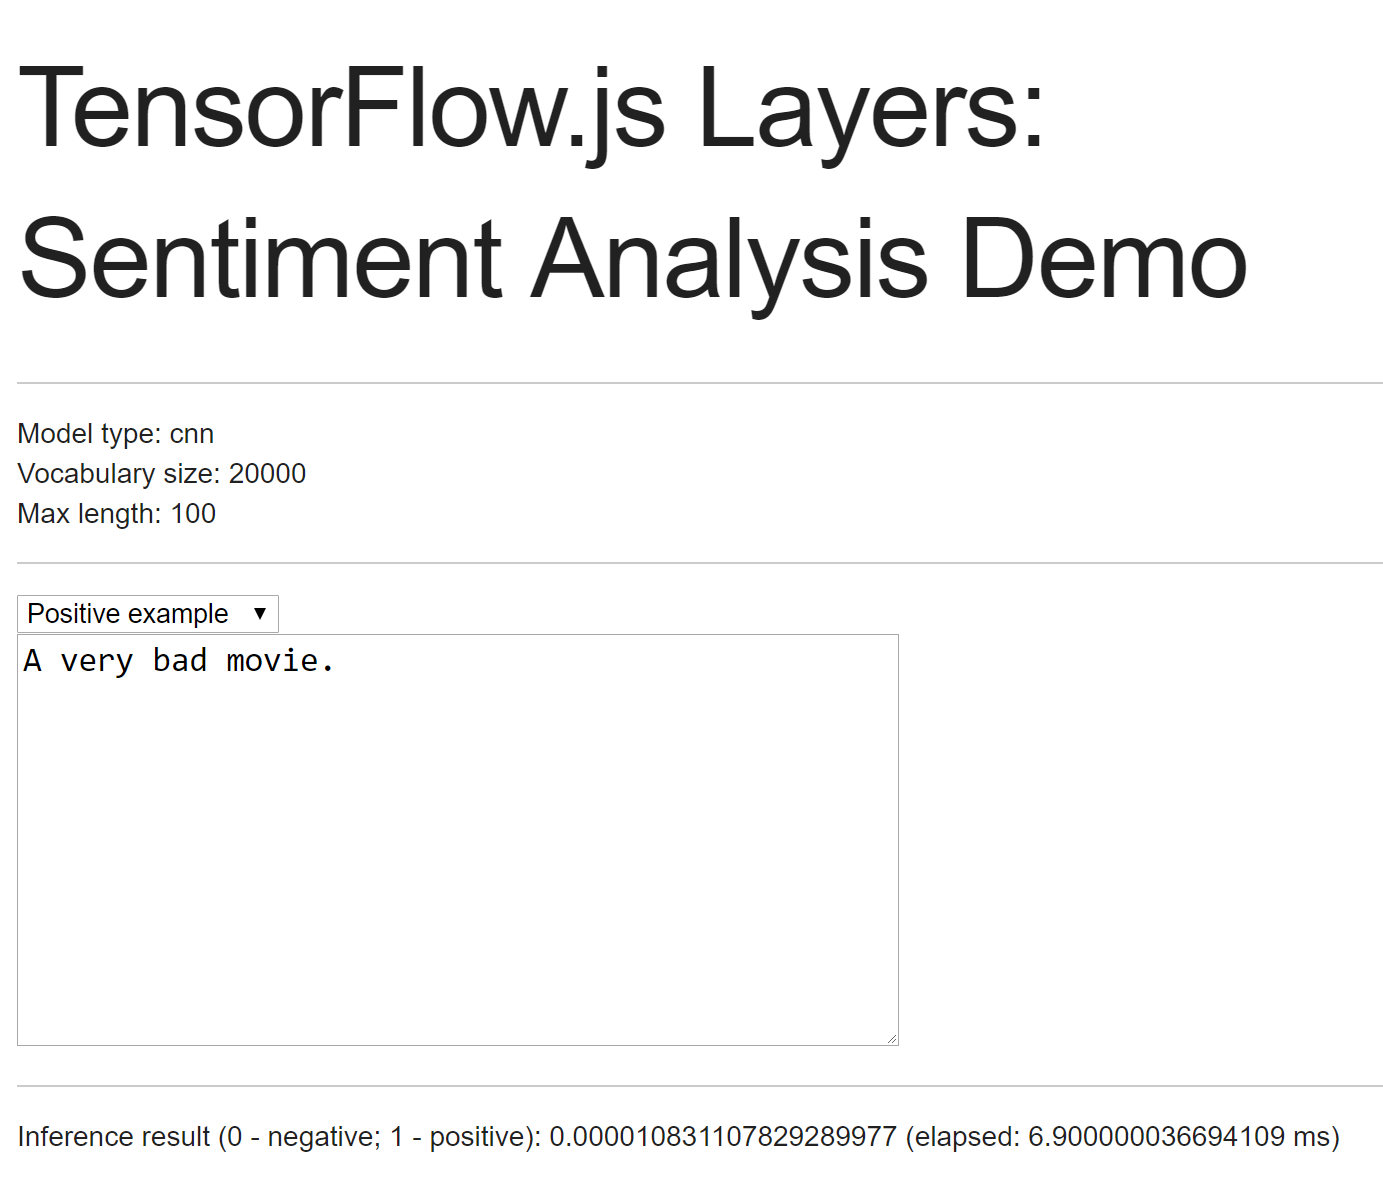 TensorFlow.js Layers:
Sentiment Analysis Demo
Model type: cnn
Vocabulary size: 20000
Max length: 100
Positive example
A very bad movie.
Inference result (0 - negative; 1 - positive): 0.000010831107829289977 (elapsed: 6.900000036694109 ms)